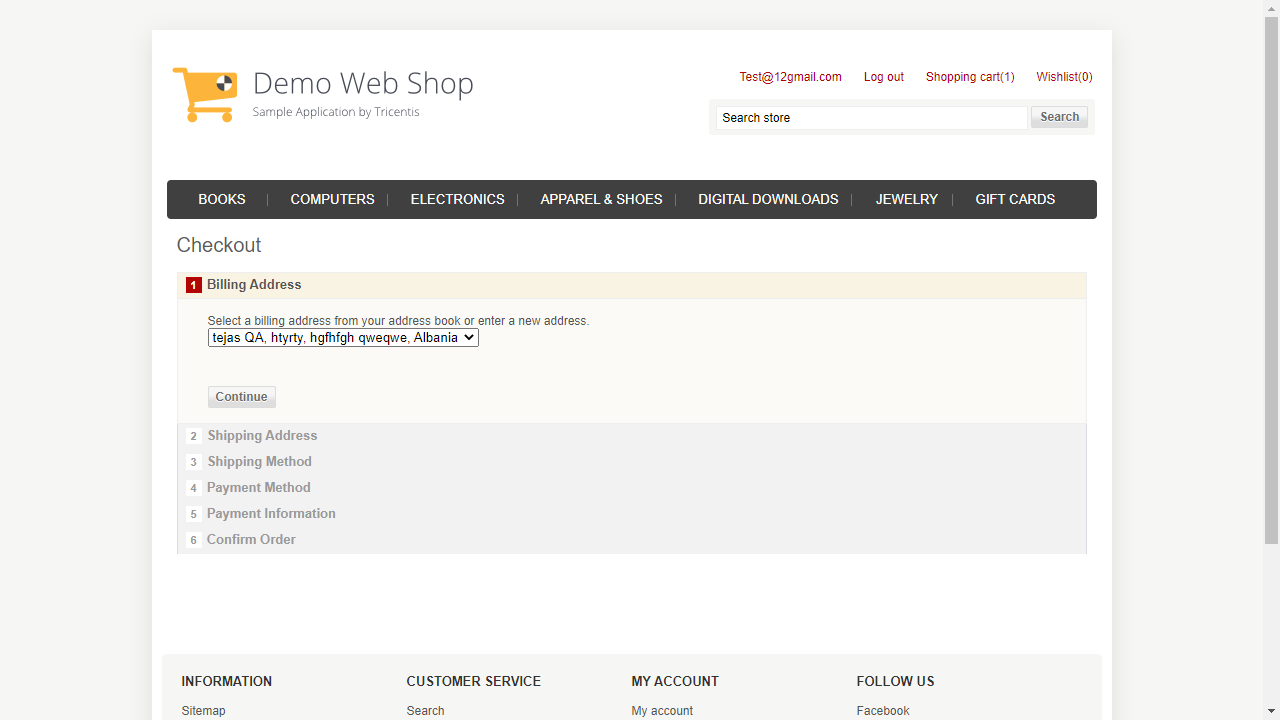 Demo Web Shop
Sample Application by Tricentis
Test@12gmail.com Log out Shopping cart(1) Wishlist(0)
Search store Search
BOOKS COMPUTERS ELECTRONICS APPAREL & SHOES DIGITAL DOWNLOADS JEWELRY GIFT CARDS
Checkout
1 Billing Address
Select a billing address from your address book or enter a new address.
tejas QA, htyrty, hgfhfgh qweqwe, Albania
Continue
2 Shipping Address
3 Shipping Method
4 Payment Method
5 Payment Information
6 Confirm Order
INFORMATION CUSTOMER SERVICE MY ACCOUNT FOLLOW US
Sitemap Search My account Facebook